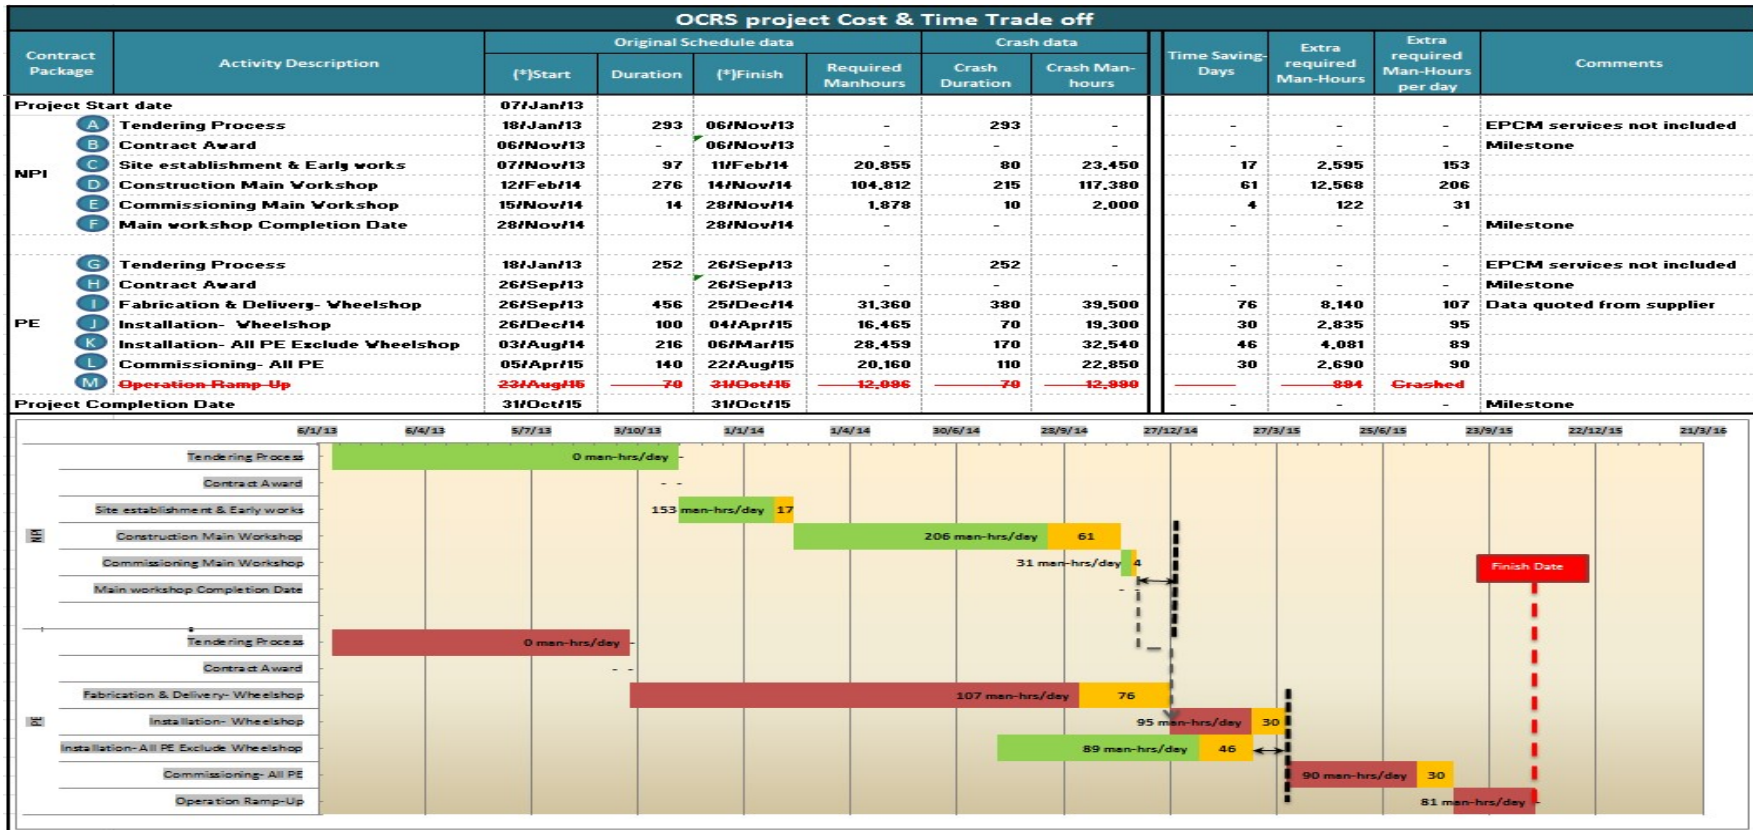 OCRS project Cost & Time Trade off
Contract Package Activity Description Original Schedule data Crash data Time Saving-Days Extra required Man-Hours Extra required Man-Hours per day Comments
(*)Start Duration (*)Finish Required Manhours Crash Duration Crash Man-hours
Project Start date 07/Jan/13
A Tendering Process 18/Jan/13 293 06/Nov/13 - 293 - - - - EPCM services not included
B Contract Award 06/Nov/13 - 06/Nov/13 - - - - - - Milestone
NPI
C Site establishment & Early works 07/Nov/13 97 11/Feb/14 20,855 80 23,450 17 2,595 153
D Construction Main Workshop 12/Feb/14 276 14/Nov/14 104,812 215 117,380 61 12,568 206
E Commissioning Main Workshop 15/Nov/14 14 28/Nov/14 1,878 10 2,000 4 122 31
F Main workshop Completion Date 28/Nov/14 28/Nov/14 - - - - - Milestone
G Tendering Process 18/Jan/13 252 26/Sep/13 - 252 - - - - EPCM services not included
H Contract Award 26/Sep/13 26/Sep/13 - - - - - Milestone
I Fabrication & Delivery- Wheelshop 26/Sep/13 456 25/Dec/14 31,360 380 39,500 76 8,140 107 Data quoted from supplier
PE
J Installation- Wheelshop 26/Dec/14 100 04/Apr/15 16,465 70 19,300 30 2,835 95
K Installation- All PE Exclude Wheelshop 03/Aug/14 216 06/Mar/15 28,459 170 32,540 46 4,081 89
L Commissioning- All PE 05/Apr/15 140 22/Aug/15 20,160 110 22,850 30 2,690 90
M Operation Ramp-Up 23/Aug/15 70 31/Oct/15 12,096 70 12,980 884 Crashed
Project Completion Date 31/Oct/15 31/Oct/15 - - - Milestone
6/1/13 6/4/13 5/7/13 3/10/13 1/1/14 1/4/14 30/6/14 28/9/14 27/12/14 27/3/15 25/6/15 23/9/15 22/12/15 21/3/16
Tendering Process 0 man-hrs/day -
Contract Award - -
Site establishment & Early works 153 man-hrs/day 17
NPI
Construction Main Workshop 206 man-hrs/day 61
Commissioning Main Workshop 31 man-hrs/day 4
Finish Date
Main workshop Completion Date - -
Tendering Process 0 man-hrs/day -
Contract Award - -
Fabrication & Delivery- Wheelshop 107 man-hrs/day 76
PE
Installation- Wheelshop 95 man-hrs/day 30
Installation-All PE Exclude Wheelshop 89 man-hrs/day 46
Commissioning- All PE 90 man-hrs/day 30
Operation Ramp-Up 81 man-hrs/day -